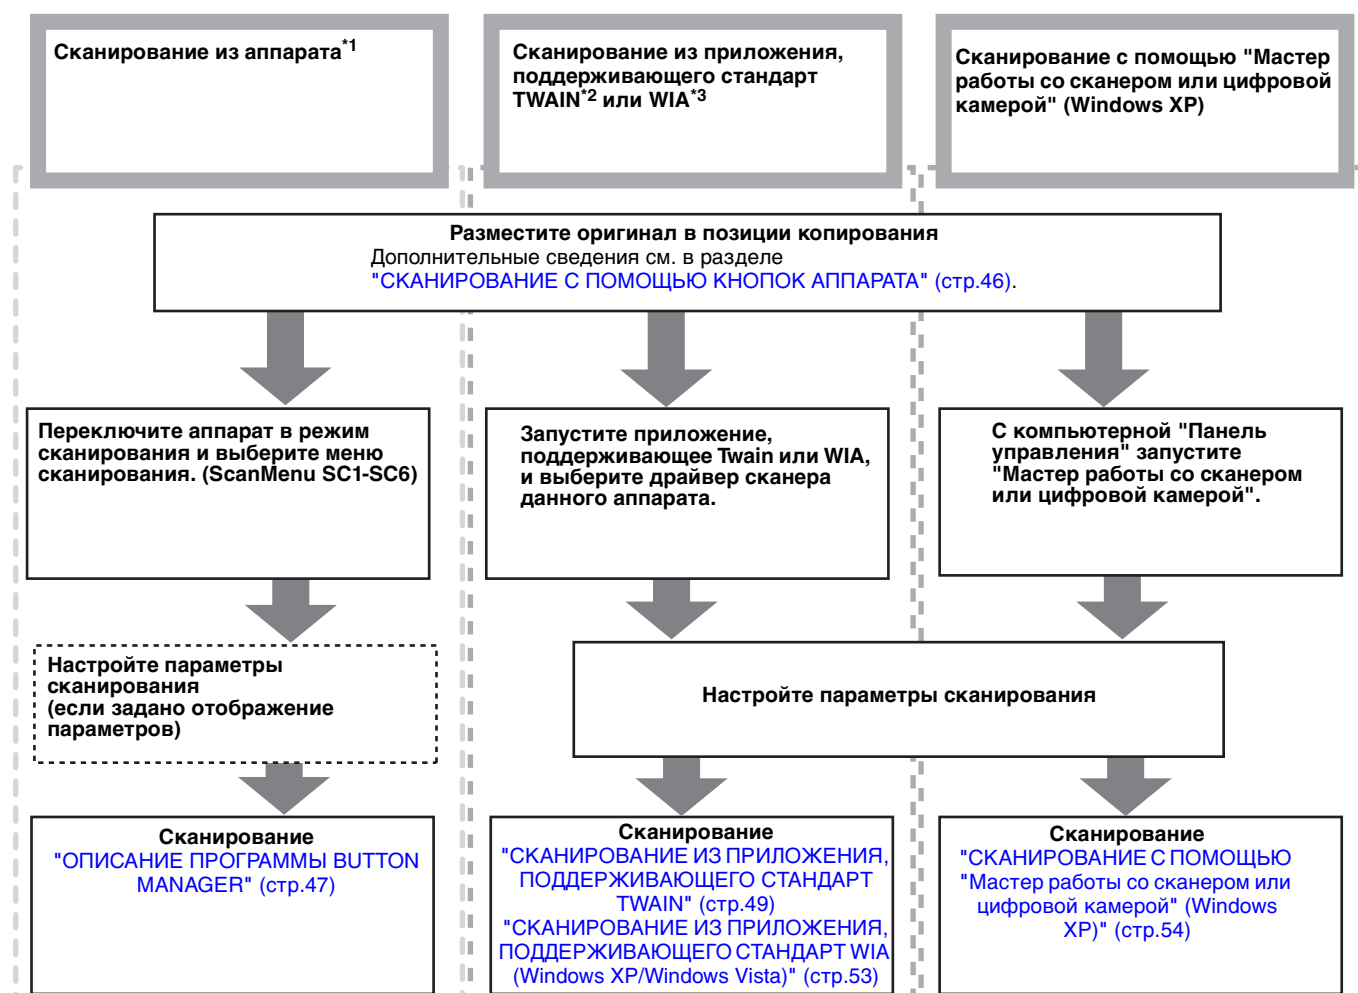 Сканирование из аппарата*1
Сканирование из приложения,
поддерживающего стандарт
TWAIN*2 или WIA*3
Сканирование с помощью "Мастер
работы со сканером или цифровой
камерой" (Windows XP)
Разместите оригинал в позиции копирования
Дополнительные сведения см. в разделе
"СКАНИРОВАНИЕ С ПОМОЩЬЮ КНОПОК АППАРАТА" (стр.46).
Переключите аппарат в режим
сканирования и выберите меню
сканирования. (ScanMenu SC1-SC6)
Запустите приложение,
поддерживающее Twain или WIA,
и выберите драйвер сканера
данного аппарата.
С компьютерной "Панель
управления" запустите
"Мастер работы со сканером
или цифровой камерой".
Настройте параметры
сканирования
(если задано отображение
параметров)
Настройте параметры сканирования
Сканирование
"ОПИСАНИЕ ПРОГРАММЫ BUTTON
MANAGER" (стр.47)
Сканирование
"СКАНИРОВАНИЕ ИЗ ПРИЛОЖЕНИЯ,
ПОДДЕРЖИВАЮЩЕГО СТАНДАРТ
TWAIN" (стр.49)
"СКАНИРОВАНИЕ ИЗ ПРИЛОЖЕНИЯ,
ПОДДЕРЖИВАЮЩЕГО СТАНДАРТ WIA
(Windows XP/Windows Vista)" (стр.53)
Сканирование
"СКАНИРОВАНИЕ С ПОМОЩЬЮ
"Мастер работы со сканером или
цифровой камерой" (Windows
XP)" (стр.54)